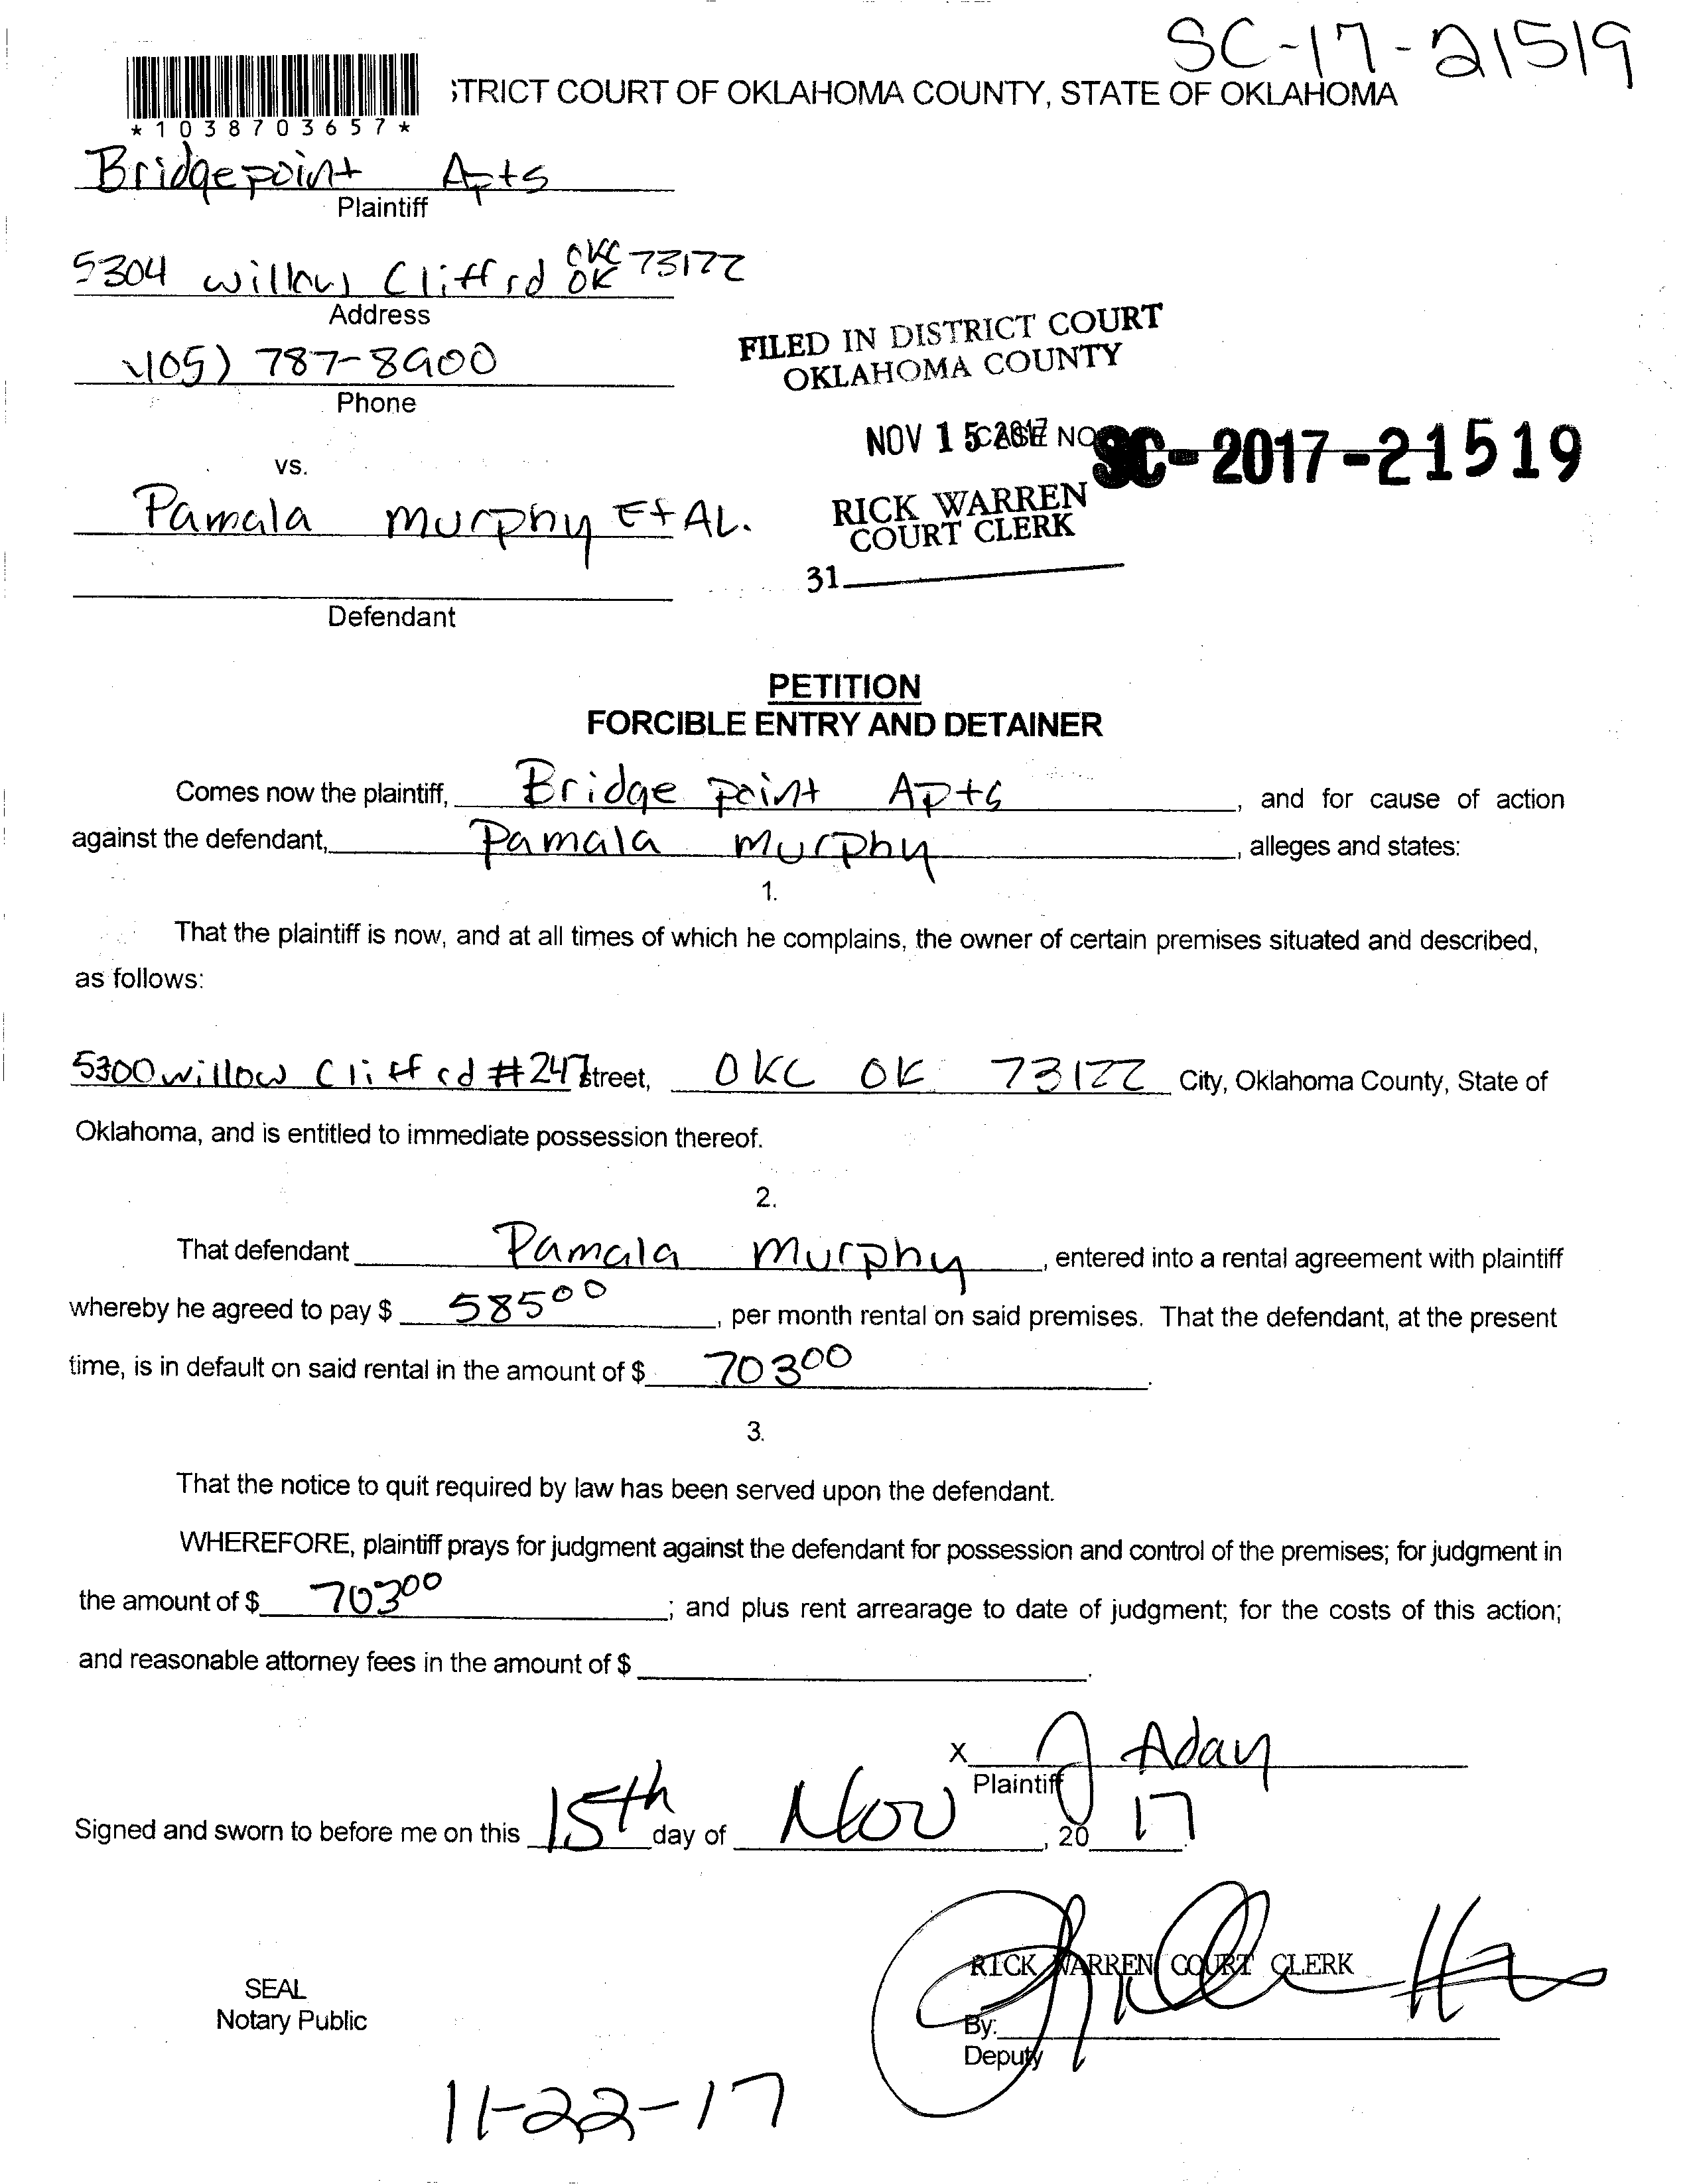 SC-17-21519
TRICT COURT OF OKLAHOMA COUNTY, STATE OF OKLAHOMA
*1038703657*
Bridgepoint Apts
Plaintiff
5304 willow Cliff rd OKC OK 73122
Address
405) 787-8900
Phone
FILED IN DISTRICT COURT
OKLAHOMA COUNTY
NOV 15 2017 CASE NO SC-2017-21519
vs.
RICK WARREN
Pamala Murphy Et AL.
COURT CLERK
31
Defendant
PETITION
FORCIBLE ENTRY AND DETAINER
Comes now the plaintiff, Bridge point Apts, and for cause of action
against the defendant, Pamala Murphy, alleges and states:
1.
That the plaintiff is now, and at all times of which he complains, the owner of certain premises situated and described,
as follows:
5300 willow Cliff rd #247 street, OKC OK 73122 City, Oklahoma County, State of
Oklahoma, and is entitled to immediate possession thereof.
2.
That defendant Pamala Murphy, entered into a rental agreement with plaintiff
whereby he agreed to pay $ 585 00, per month rental on said premises. That the defendant, at the present
time, is in default on said rental in the amount of $ 703 00.
3.
That the notice to quit required by law has been served upon the defendant.
WHEREFORE, plaintiff prays for judgment against the defendant for possession and control of the premises; for judgment in
the amount of $ 703 00; and plus rent arrearage to date of judgment; for the costs of this action;
and reasonable attorney fees in the amount of $ .
x J Aday
Plaintiff
Signed and sworn to before me on this 15th day of Nov, 20 17.
RICK WARREN COURT CLERK
SEAL
Notary Public
By:
Deputy
11-22-17